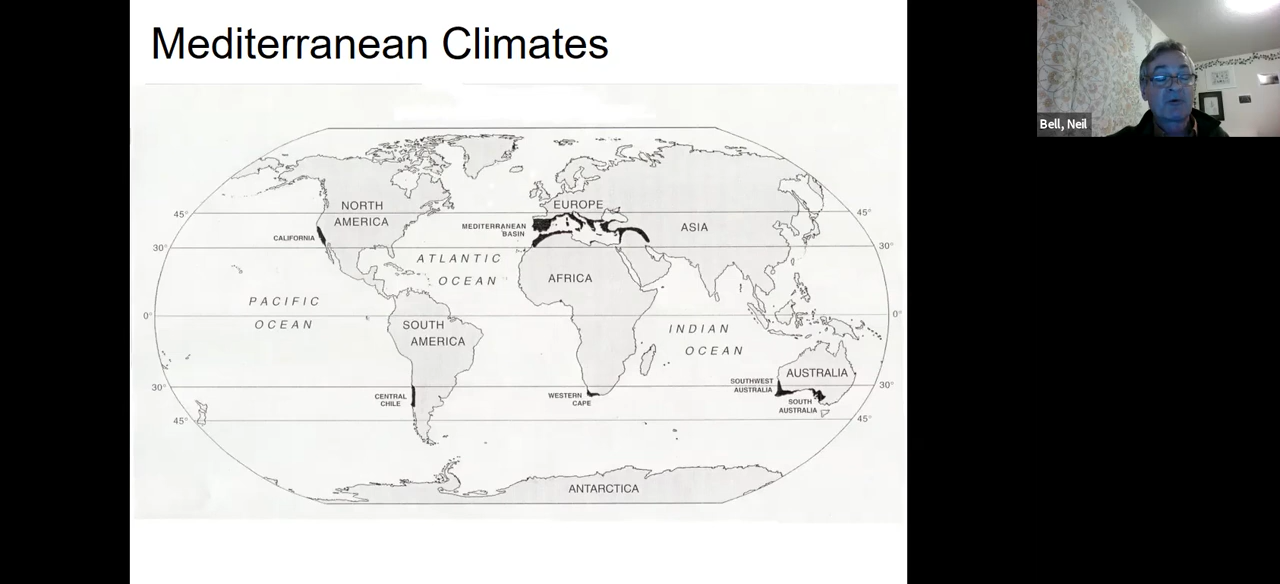 Mediterranean Climates
Bell, Neil
NORTH
AMERICA
EUROPE
ASIA
45°
45°
MEDITERRANEAN
BASIN
CALIFORNIA
30°
30°
ATLANTIC
OCEAN
AFRICA
PACIFIC
OCEAN
0°
0°
SOUTH
AMERICA
INDIAN
OCEAN
AUSTRALIA
30°
30°
SOUTHWEST
AUSTRALIA
CENTRAL
CHILE
WESTERN
CAPE
SOUTH
AUSTRALIA
45°
45°
ANTARCTICA